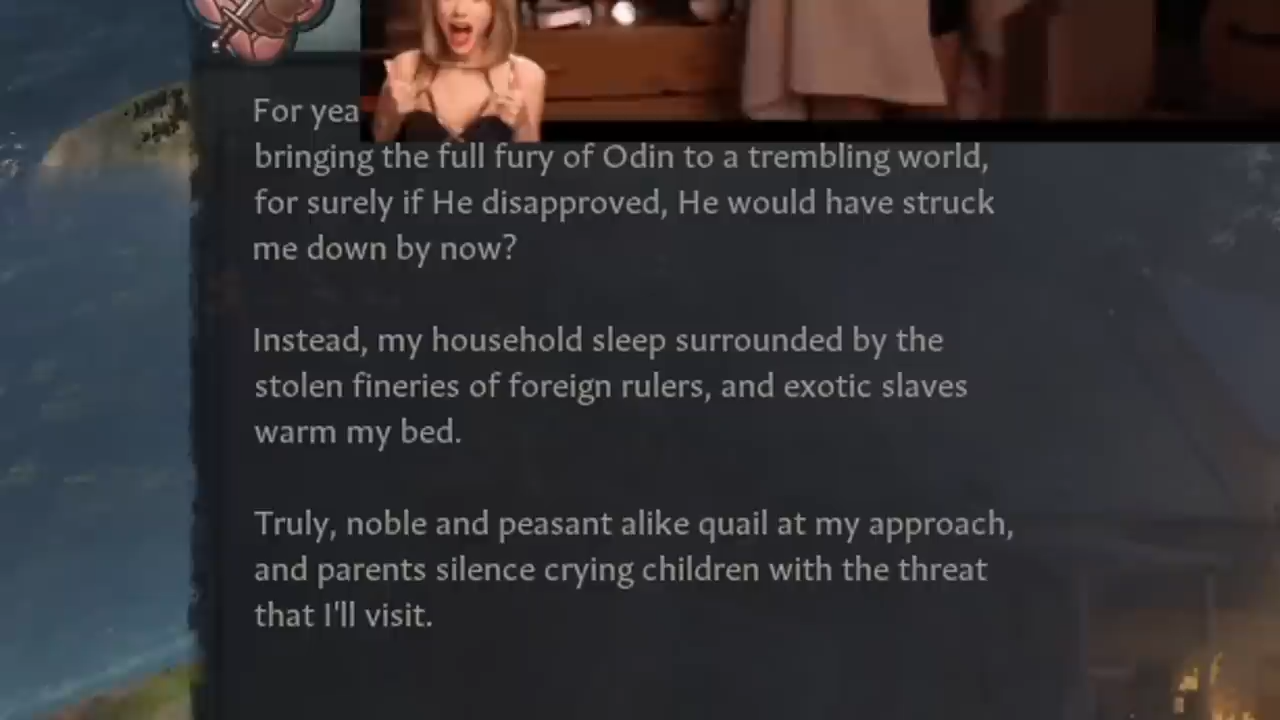 For yea
bringing the full fury of Odin to a trembling world,
for surely if He disapproved, He would have struck
me down by now?
Instead, my household sleep surrounded by the
stolen fineries of foreign rulers, and exotic slaves
warm my bed.
Truly, noble and peasant alike quail at my approach,
and parents silence crying children with the threat
that I'll visit.